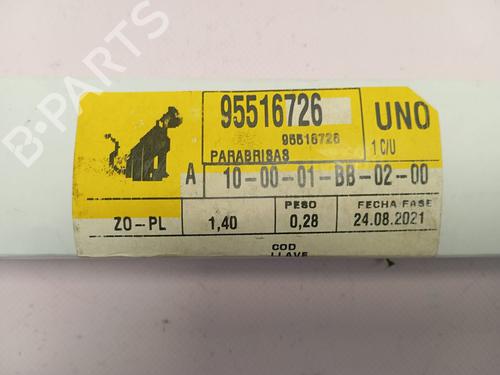 95516726
UNO
95516726
1 C/U
PARABRISAS
A 10-00-01-BB-02-00
PESO FECHA FASE
ZO-PL 1,40 0,28 24.08.2021
COD
LLAVE
B-PARTS